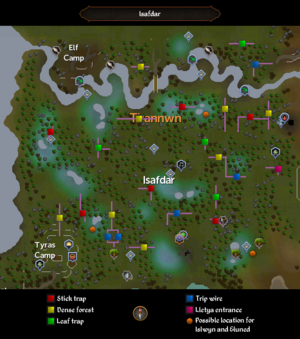 Isafdar
Elf
Camp
Tirannwn
Isafdar
Tyras
Camp
Stick trap
Dense forest
Leaf trap
Trip wire
Lletya entrance
Possible location for
Islwyn and Eluned